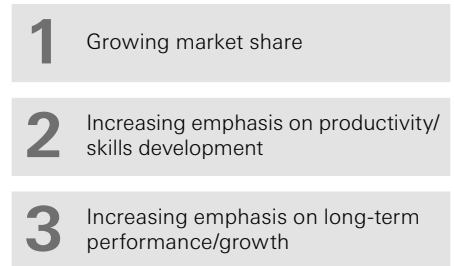 1 Growing market share
2 Increasing emphasis on productivity/
skills development
3 Increasing emphasis on long-term
performance/growth